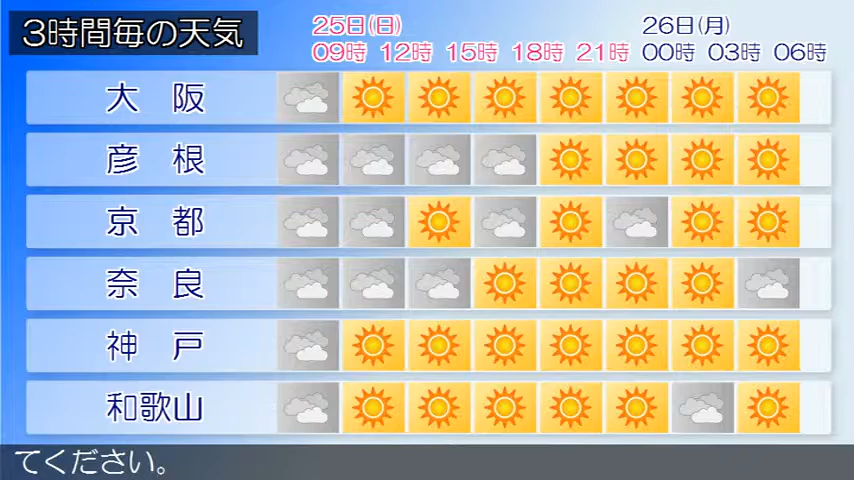 3時間毎の天気
25日(日) 26日(月)
09時 12時 15時 18時 21時 00時 03時 06時
大 阪
彦 根
京 都
奈 良
神 戸
和歌山
てください。